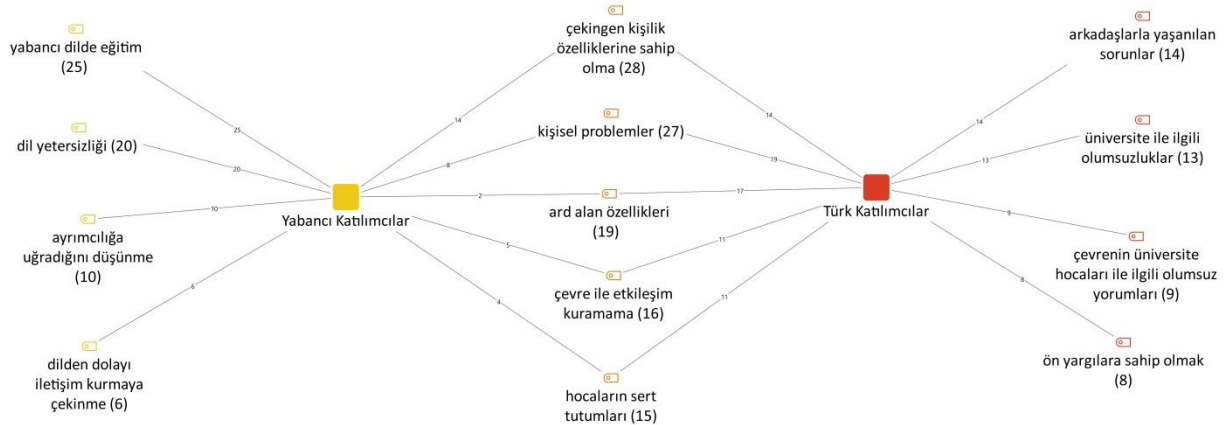 yabancı dilde eğitim
(25)
25
dil yetersizliği (20)
20
ayrımcılığa
uğradığını düşünme
(10)
10
dilden dolayı
iletişim kurmaya
çekinme (6)
6
Yabancı Katılımcılar
çekingen kişilik
özelliklerine sahip
olma (28)
14
14
kişisel problemler (27)
8
19
2
17
ard alan özellikleri
(19)
5
11
çevre ile etkileşim
kuramama (16)
4
11
hocaların sert
tutumları (15)
Türk Katılımcılar
arkadaşlarla yaşanılan
sorunlar (14)
14
üniversite ile ilgili
olumsuzluklar (13)
13
çevrenin üniversite
hocaları ile ilgili olumsuz
yorumları (9)
9
ön yargılara sahip olmak
(8)
8